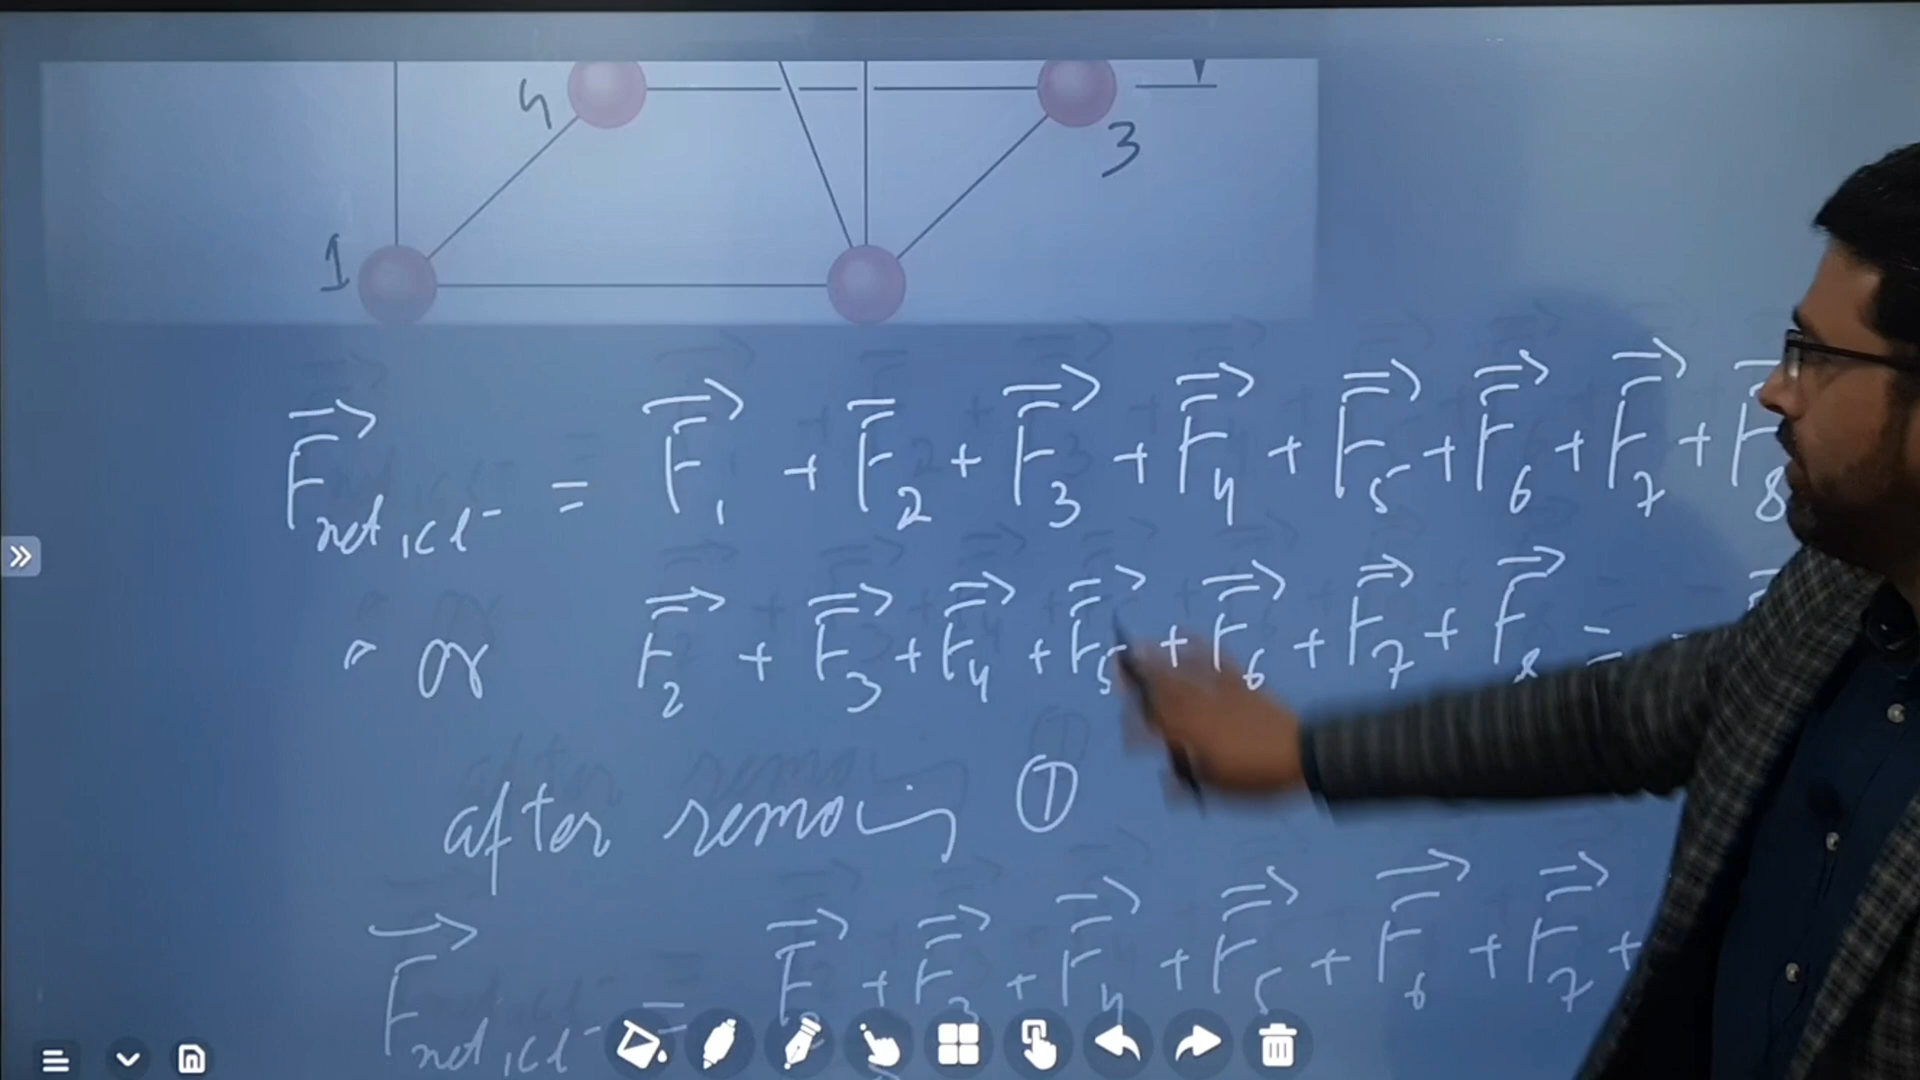 4
3
1
F⃗net,Cl⁻ = F⃗1 + F̅2 + F⃗3 + F⃗4 + F⃗5 + F⃗6 + F⃗7 + F8
or F⃗2 + F⃗3 + F⃗4 + F⃗5 + F⃗6 + F⃗7 + F⃗8 = -
after removing ①
F⃗net,Cl⁻ = F⃗2 + F⃗3 + F⃗4 + F⃗5 + F⃗6 + F⃗7 +